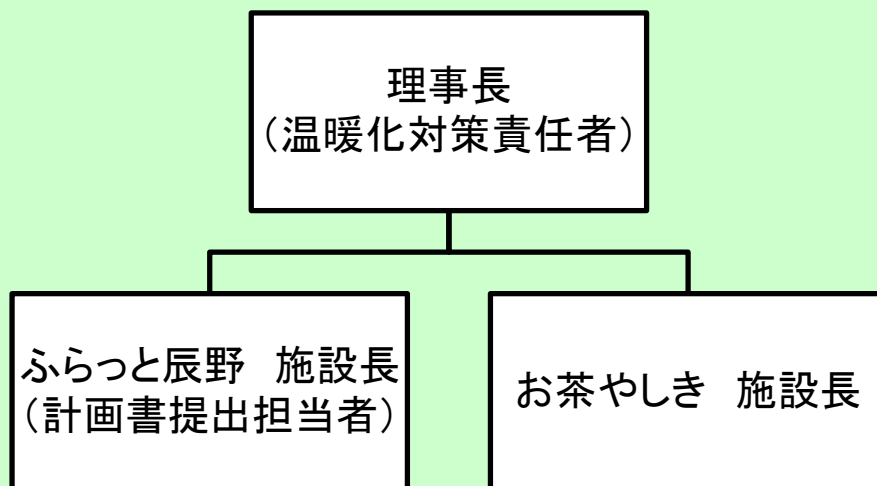 理事長
（温暖化対策責任者）
ふらっと辰野　施設長
（計画書提出担当者）
お茶やしき　施設長